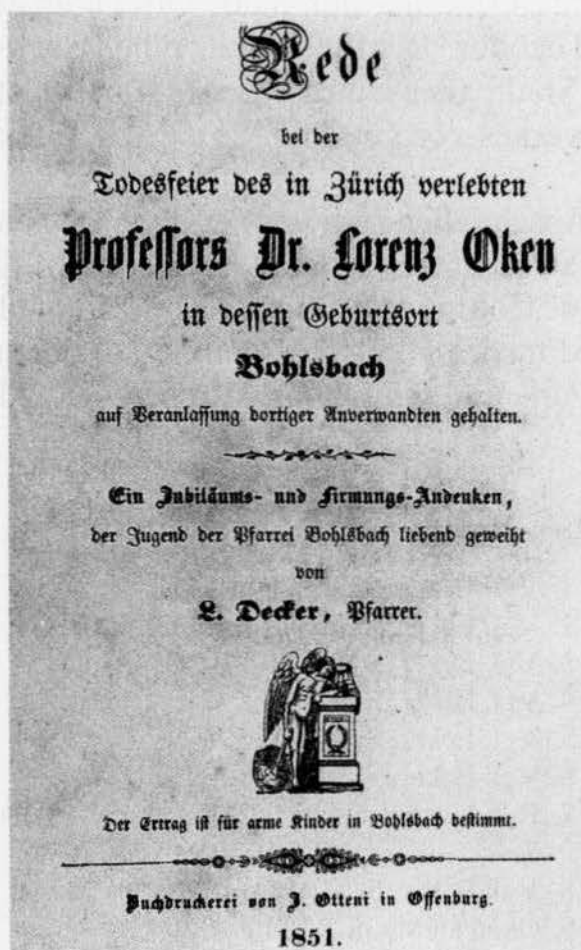 Rede
bei der
Todesfeier des in Zürich verlebten
Professors Dr. Lorenz Oken
in dessen Geburtsort
Bohlsbach
auf Veranlassung dortiger Anverwandten gehalten.
Ein Jubiläums- und Firmungs-Andenken,
der Jugend der Pfarrei Bohlsbach liebend geweiht
von
L. Decker, Pfarrer.
Der Ertrag ist für arme Kinder in Bohlsbach bestimmt.
Buchdruckerei von J. Otteni in Offenburg.
1851.